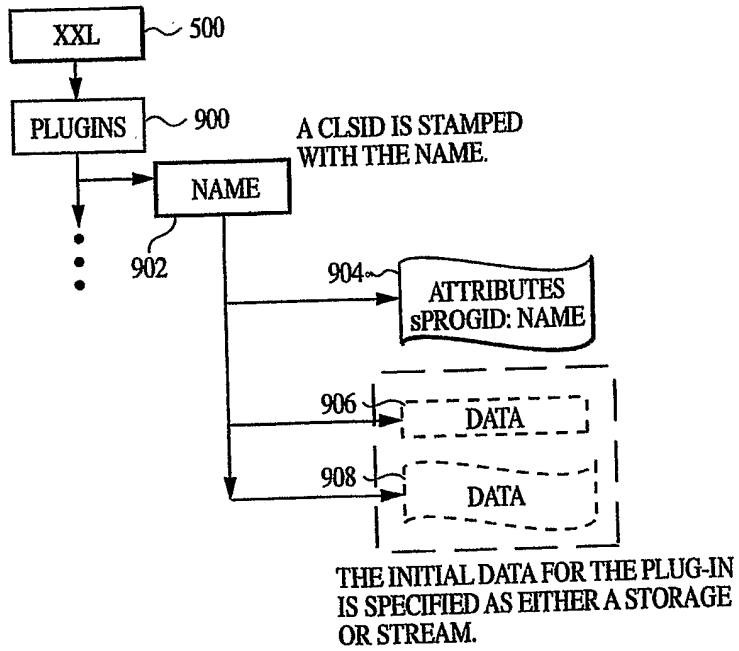 XXL
500
PLUGINS
900
A CLSID IS STAMPED
WITH THE NAME.
NAME
902
904
ATTRIBUTES
sPROGID: NAME
906
DATA
908
DATA
THE INITIAL DATA FOR THE PLUG-IN
IS SPECIFIED AS EITHER A STORAGE
OR STREAM.